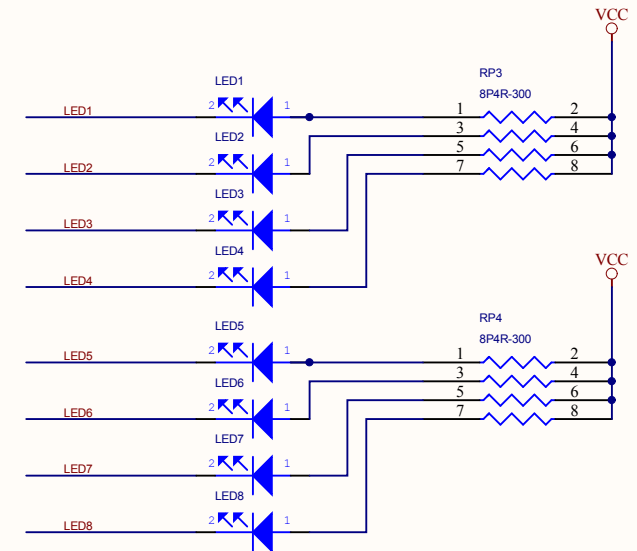 VCC
RP3
8P4R-300
LED1
LED1 2 1 1 2
LED2 3 4
LED2 2 1 5 6
LED3 7 8
LED3 2 1
LED4
LED4 2 1
VCC
RP4
8P4R-300
LED5
LED5 2 1 1 2
LED6 3 4
LED6 2 1 5 6
LED7 7 8
LED7 2 1
LED8
LED8 2 1